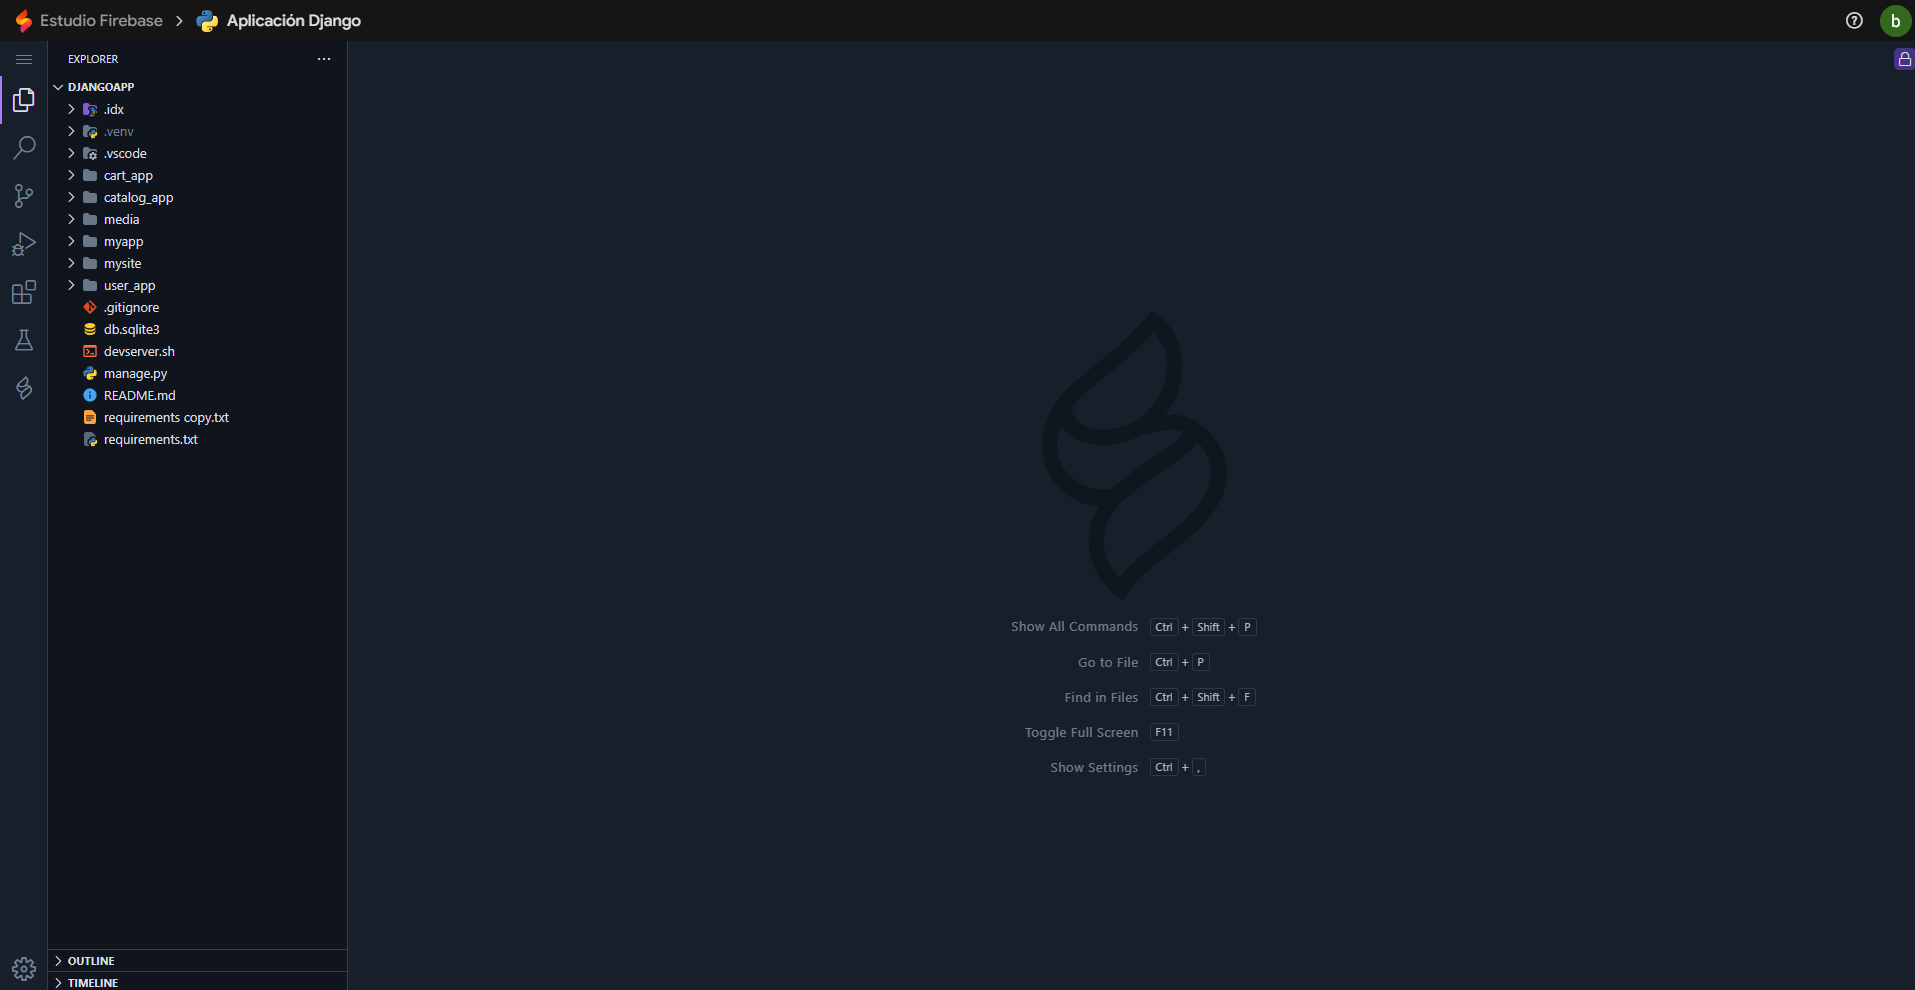 Estudio Firebase > Aplicación Django
b
EXPLORER
DJANGOAPP
.idx
.venv
.vscode
cart_app
catalog_app
media
myapp
mysite
user_app
.gitignore
db.sqlite3
devserver.sh
manage.py
README.md
requirements copy.txt
requirements.txt
Show All Commands Ctrl + Shift + P
Go to File Ctrl + P
Find in Files Ctrl + Shift + F
Toggle Full Screen F11
Show Settings Ctrl + ,
OUTLINE
TIMELINE